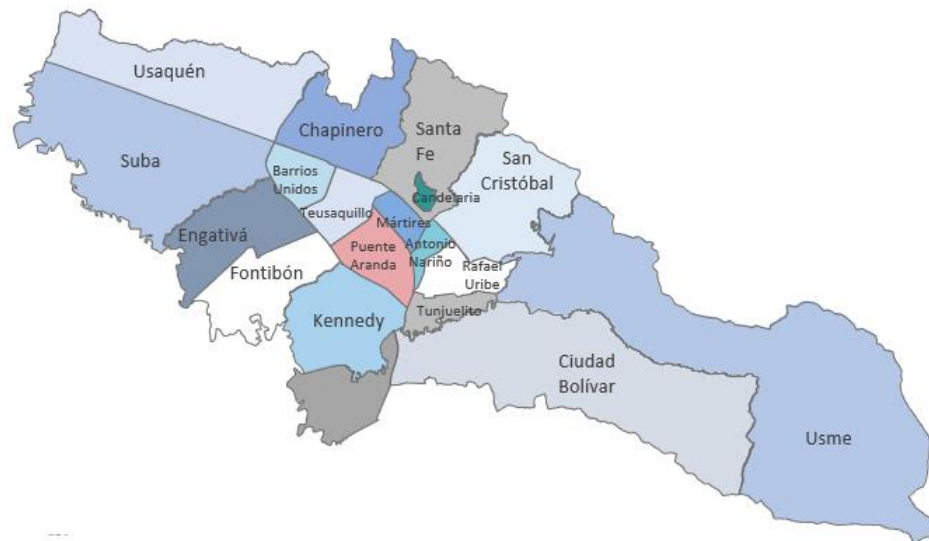 Usaquén
Chapinero
Santa
Fe
Suba
San
Cristóbal
Barrios
Unidos
Candelaria
Teusaquillo
Mártires
Engativá
Puente
Aranda
Antonio
Nariño
Fontibón
Rafael
Uribe
Kennedy
Tunjuelito
Ciudad
Bolívar
Usme